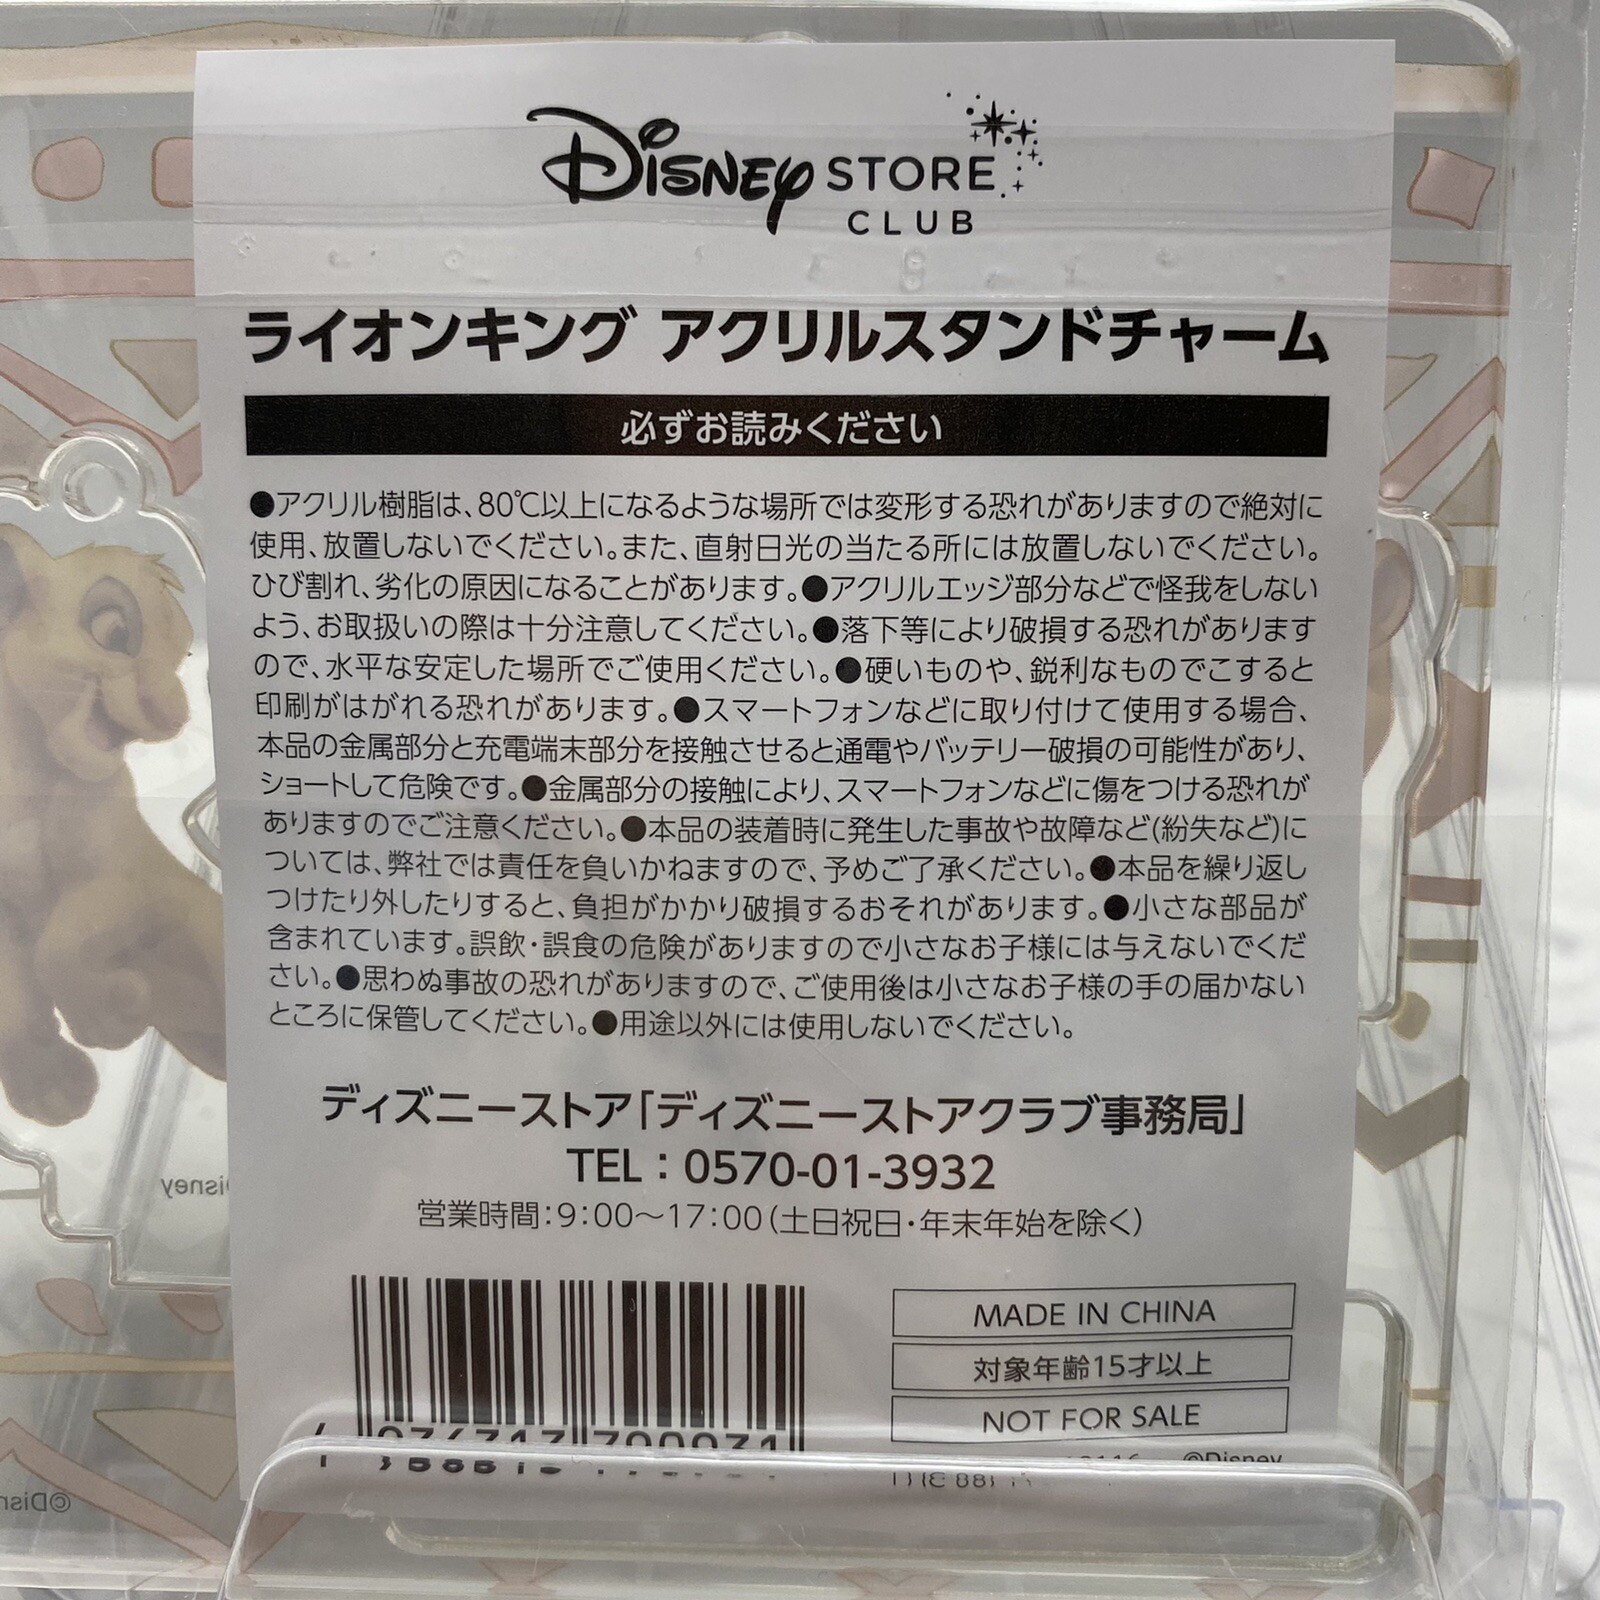 Disney STORE
CLUB
ライオンキング アクリルスタンドチャーム
必ずお読みください
●アクリル樹脂は、80℃以上になるような場所では変形する恐れがありますので絶対に
使用、放置しないでください。また、直射日光の当たる所には放置しないでください。
ひび割れ、劣化の原因になることがあります。●アクリルエッジ部分などで怪我をしない
よう、お取扱いの際は十分注意してください。●落下等により破損する恐れがあります
ので、水平な安定した場所でご使用ください。●硬いものや、鋭利なものでこすると
印刷がはがれる恐れがあります。●スマートフォンなどに取り付けて使用する場合、
本品の金属部分と充電端末部分を接触させると通電やバッテリー破損の可能性があり、
ショートして危険です。●金属部分の接触により、スマートフォンなどに傷をつける恐れが
ありますのでご注意ください。●本品の装着時に発生した事故や故障など(紛失など)に
ついては、弊社では責任を負いかねますので、予めご了承ください。●本品を繰り返し
つけたり外したりすると、負担がかかり破損するおそれがあります。●小さな部品が
含まれています。誤飲・誤食の危険がありますので小さなお子様には与えないでくだ
さい。●思わぬ事故の恐れがありますので、ご使用後は小さなお子様の手の届かない
ところに保管してください。●用途以外には使用しないでください。
ディズニーストア「ディズニーストアクラブ事務局」
TEL：0570-01-3932
営業時間：9：00～17：00（土日祝日・年末年始を除く）
MADE IN CHINA
対象年齢15才以上
NOT FOR SALE
©Disney